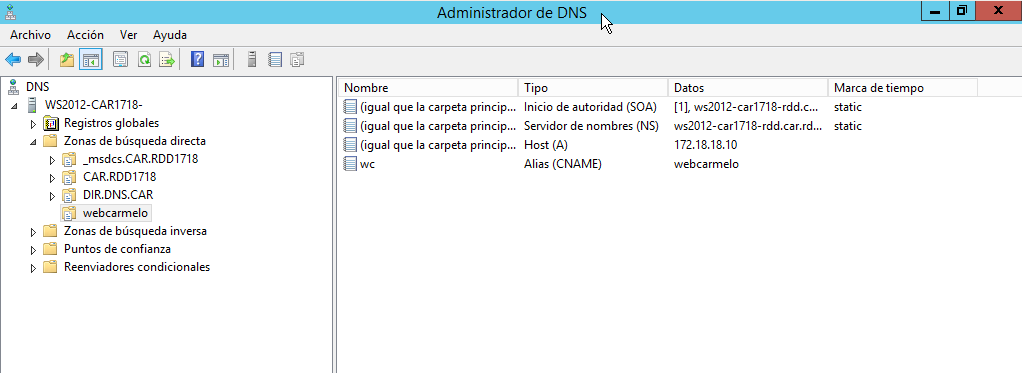 Administrador de DNS
Archivo Acción Ver Ayuda
DNS
WS2012-CAR1718-
Registros globales
Zonas de búsqueda directa
_msdcs.CAR.RDD1718
CAR.RDD1718
DIR.DNS.CAR
webcarmelo
Zonas de búsqueda inversa
Puntos de confianza
Reenviadores condicionales
Nombre Tipo Datos Marca de tiempo
(igual que la carpeta princip... Inicio de autoridad (SOA) [1], ws2012-car1718-rdd.c... static
(igual que la carpeta princip... Servidor de nombres (NS) ws2012-car1718-rdd.car.rd... static
(igual que la carpeta princip... Host (A) 172.18.18.10
wc Alias (CNAME) webcarmelo